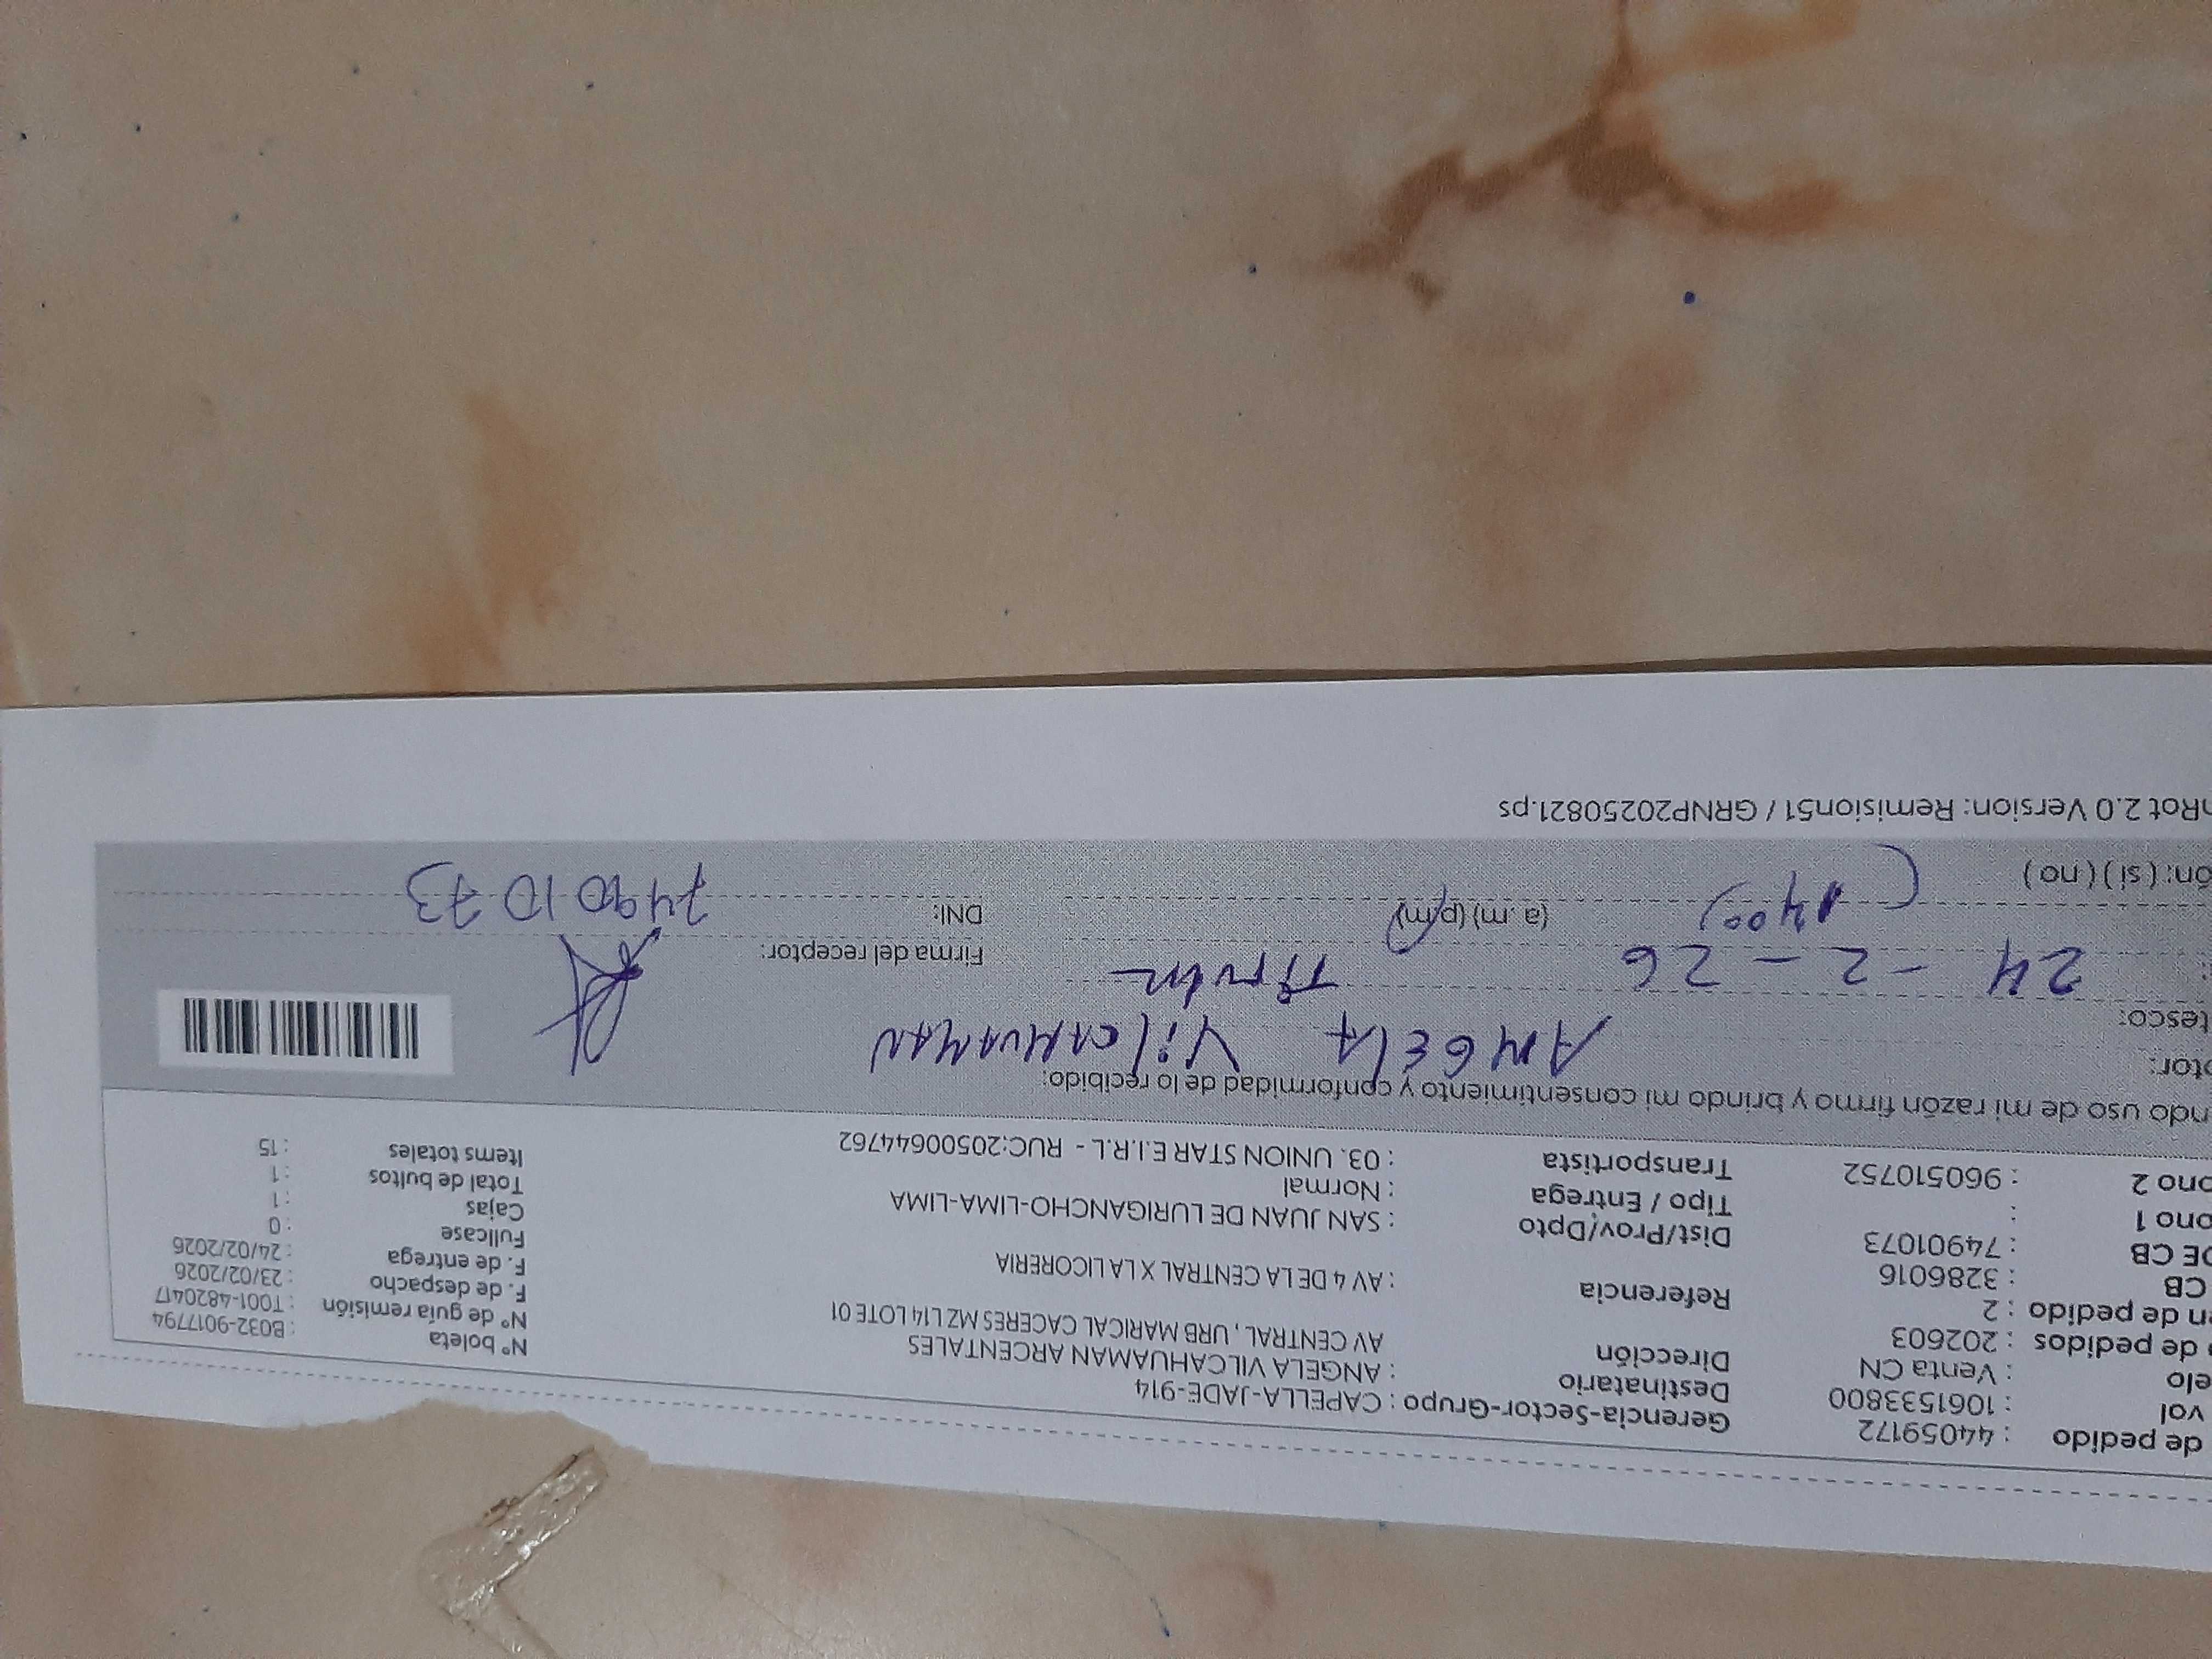 de pedido : 44059172 Gerencia-Sector-Grupo : CAPELLA-JADE-914
vol : 1061533800 Destinatario : ANGELA VILCAHUAMAN ARCENTALES Nº boleta : B032-9017794
elo : Venta CN Dirección AV CENTRAL , URB MARICAL CACERES MZ L14 LOTE 01 Nº de guía remisión : T001-4820417
de pedidos : 202603 F. de despacho : 23/02/2026
en de pedido : 2 Referencia : AV 4 DE LA CENTRAL X LA LICORERIA F. de entrega : 24/02/2026
CB : 3286016 Fullcase : 0
DE CB : 74901073 Dist/Prov/Dpto : SAN JUAN DE LURIGANCHO-LIMA-LIMA Cajas : 1
ono 1 : Tipo / Entrega : Normal Total de bultos : 1
ono 2 : 960510752 Transportista : 03. UNION STAR E.I.R.L - RUC:20500644762 Items totales : 15
ndo uso de mi razón firmo y brindo mi consentimiento y conformidad de lo recibido:
ptor: ANGELA VilCAHUAMAN
tesco: Titular
24 - 2 - 26 Firma del receptor:
(1400) (a.m) (p.m) DNI: 74901073
ón: ( si ) ( no )
nRot 2.0 Version: Remision51 / GRNP20250821.ps